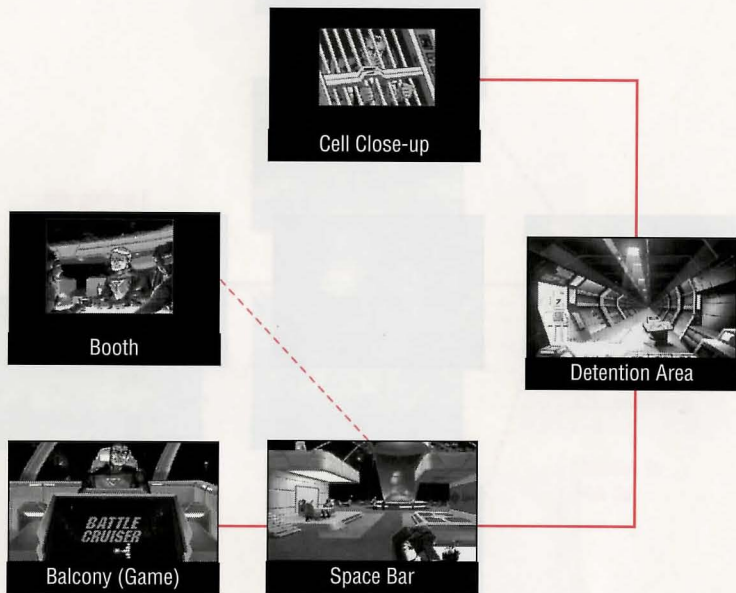 Cell Close-up
Booth
Detention Area
BATTLE
CRUISER
Balcony (Game)
Space Bar